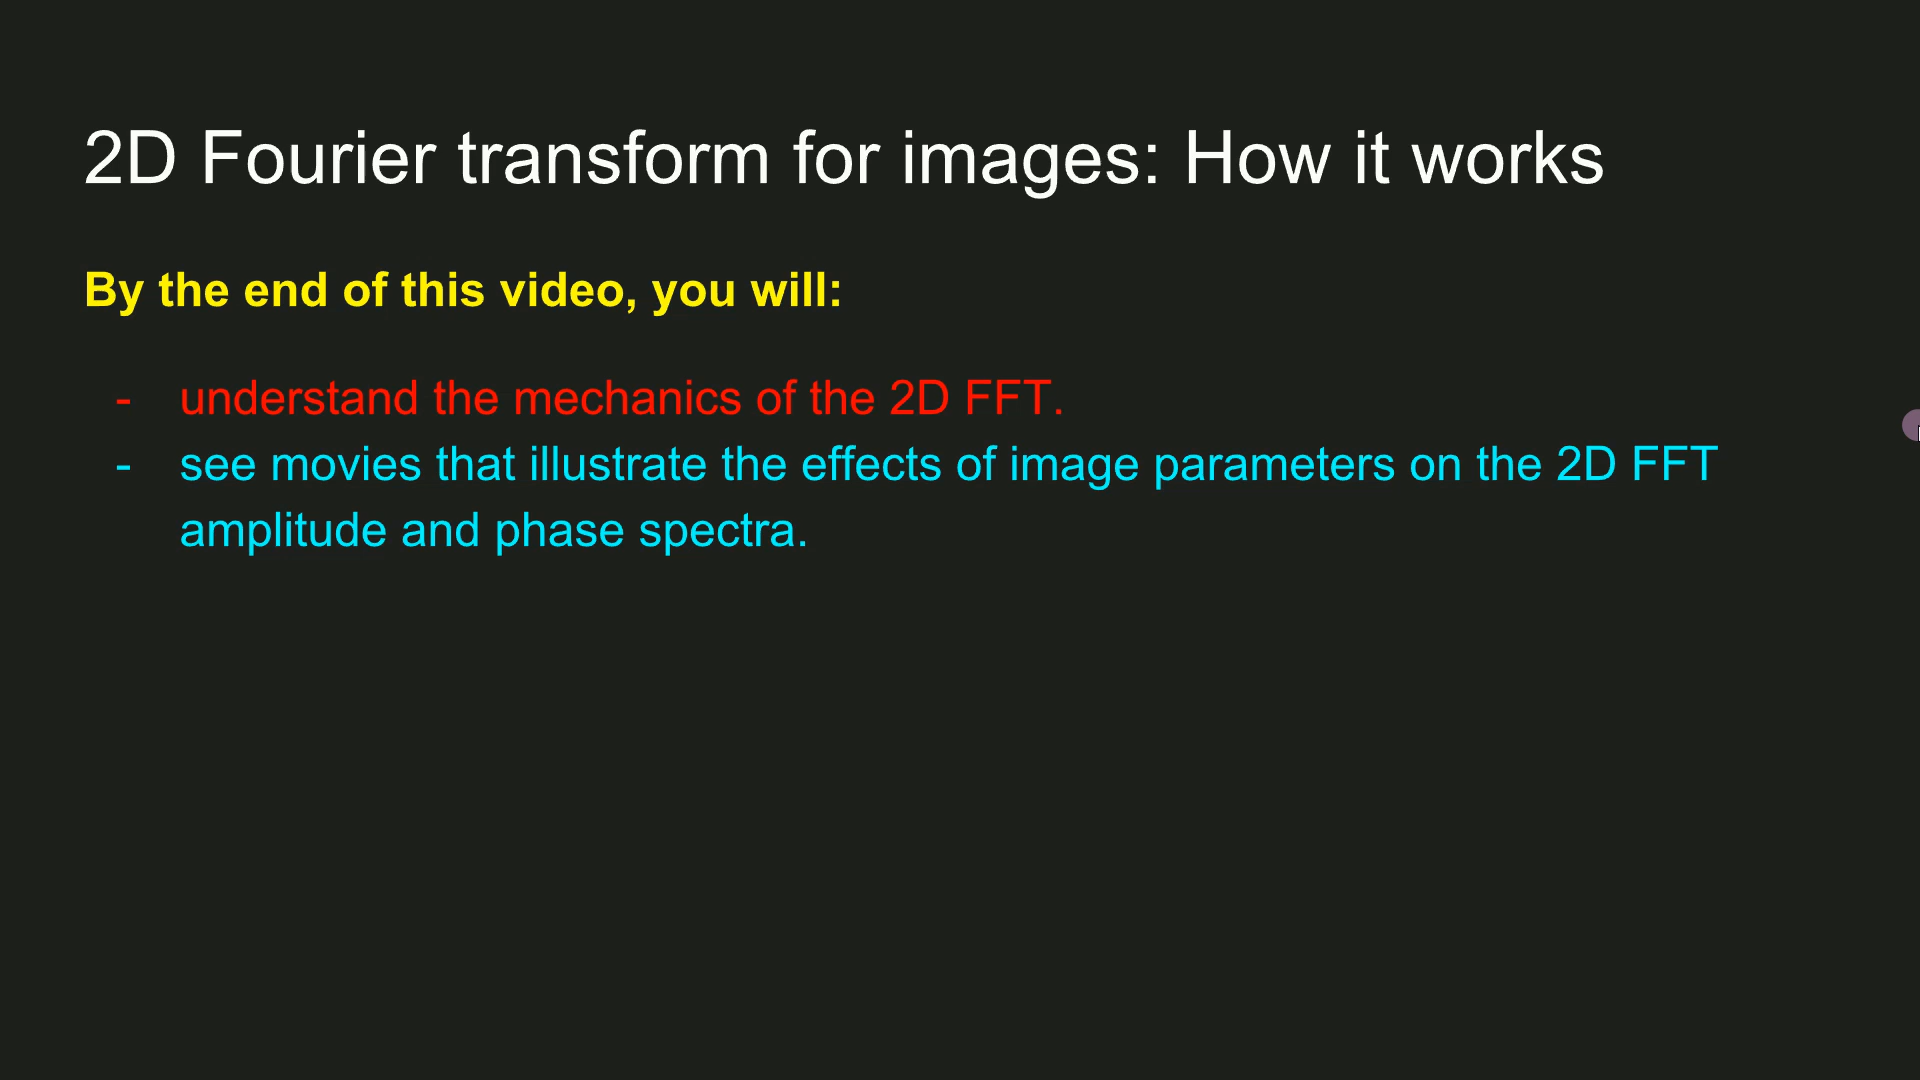 2D Fourier transform for images: How it works
By the end of this video, you will:
- understand the mechanics of the 2D FFT.
- see movies that illustrate the effects of image parameters on the 2D FFT
amplitude and phase spectra.